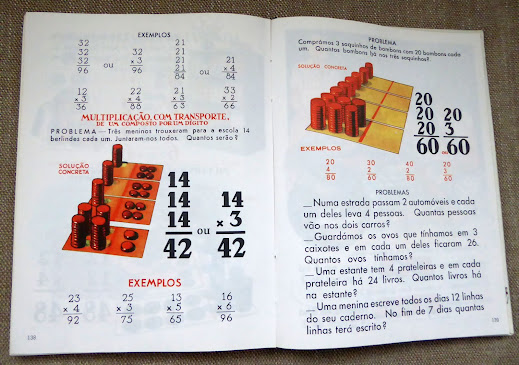 EXEMPLOS
32 21
32 32 21 21
32 ou × 3 21 ou × 4
96 96 21 84
84
12 22 21 33
× 3 × 4 × 3 × 2
36 88 63 66
MULTIPLICAÇÃO, COM TRANSPORTE,
DE UM COMPOSTO POR UM DÍGITO
PROBLEMA — Três meninos trouxeram para a escola 14
berlindes cada um. Juntaram-nos todos. Quantos serão?
SOLUÇÃO
CONCRETA
14
14 14
14 ou × 3
42 42
EXEMPLOS
23 25 13 16
× 4 × 3 × 5 × 6
92 75 65 96
138
PROBLEMA
Comprámos 3 saquinhos de bombons com 20 bombons cada
um. Quantos bombons há nos três saquinhos?
SOLUÇÃO CONCRETA
20
20 20
20 3
60 ou 60
EXEMPLOS
20 30 40 20
4 2 2 3
80 60 80 60
PROBLEMAS
_Numa estrada passam 2 automóveis e cada
um deles leva 4 pessoas. Quantas pessoas
vão nos dois carros?
_Guardámos os ovos que tínhamos em 3
caixotes e em cada um deles ficaram 26.
Quantos ovos tínhamos?
_Uma estante tem 4 prateleiras e em cada
prateleira há 24 livros. Quantos livros há
na estante?
_Uma menina escreve todos os dias 12 linhas
do seu caderno. No fim de 7 dias quantas
linhas terá escrito?
139